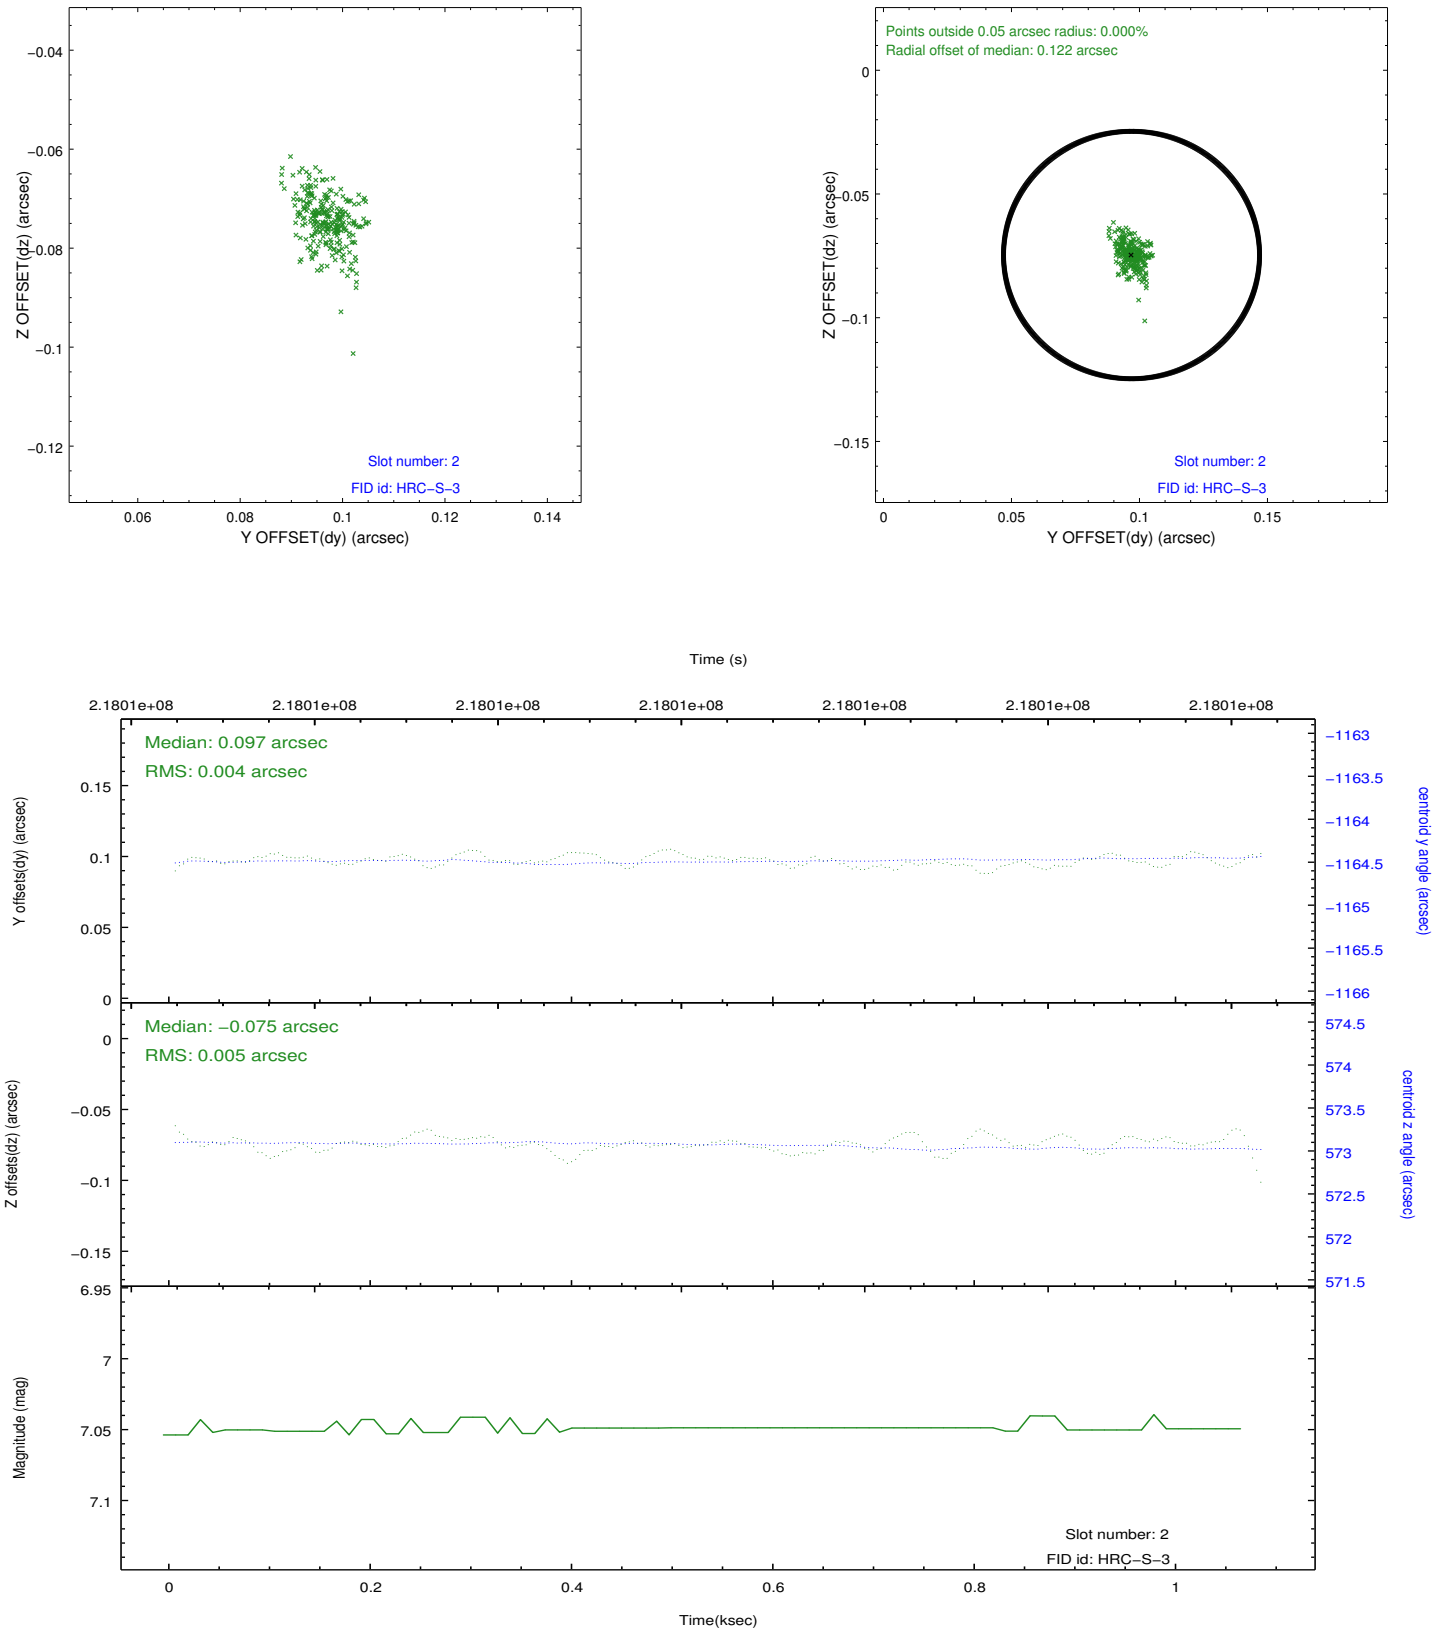 −0.04
−0.06
−0.08
−0.1
−0.12
Z OFFSET(dz) (arcsec)
Slot number: 2
FID id: HRC−S−3
0.06
0.08
0.1
0.12
0.14
Y OFFSET(dy) (arcsec)
Points outside 0.05 arcsec radius: 0.000%
Radial offset of median: 0.122 arcsec
0
−0.05
−0.1
−0.15
Z OFFSET(dz) (arcsec)
Slot number: 2
FID id: HRC−S−3
0
0.05
0.1
0.15
Y OFFSET(dy) (arcsec)
Time (s)
2.1801e+08 2.1801e+08 2.1801e+08 2.1801e+08 2.1801e+08 2.1801e+08 2.1801e+08
Median: 0.097 arcsec
RMS: 0.004 arcsec
0.15
0.1
0.05
0
Y offsets(dy) (arcsec)
−1163
−1163.5
−1164
−1164.5
−1165
−1165.5
−1166
centroid y angle (arcsec)
Median: −0.075 arcsec
RMS: 0.005 arcsec
0
−0.05
−0.1
−0.15
Z offsets(dz) (arcsec)
574.5
574
573.5
573
572.5
572
571.5
centroid z angle (arcsec)
6.95
7
7.05
7.1
Magnitude (mag)
Slot number: 2
FID id: HRC−S−3
0 0.2 0.4 0.6 0.8 1
Time(ksec)